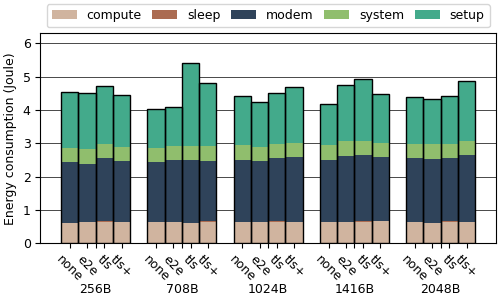 compute sleep modem system setup
Energy consumption (Joule)
6
5
4
3
2
1
0
none e2e tls tls+ none e2e tls tls+ none e2e tls tls+ none e2e tls tls+ none e2e tls tls+
256B 708B 1024B 1416B 2048B